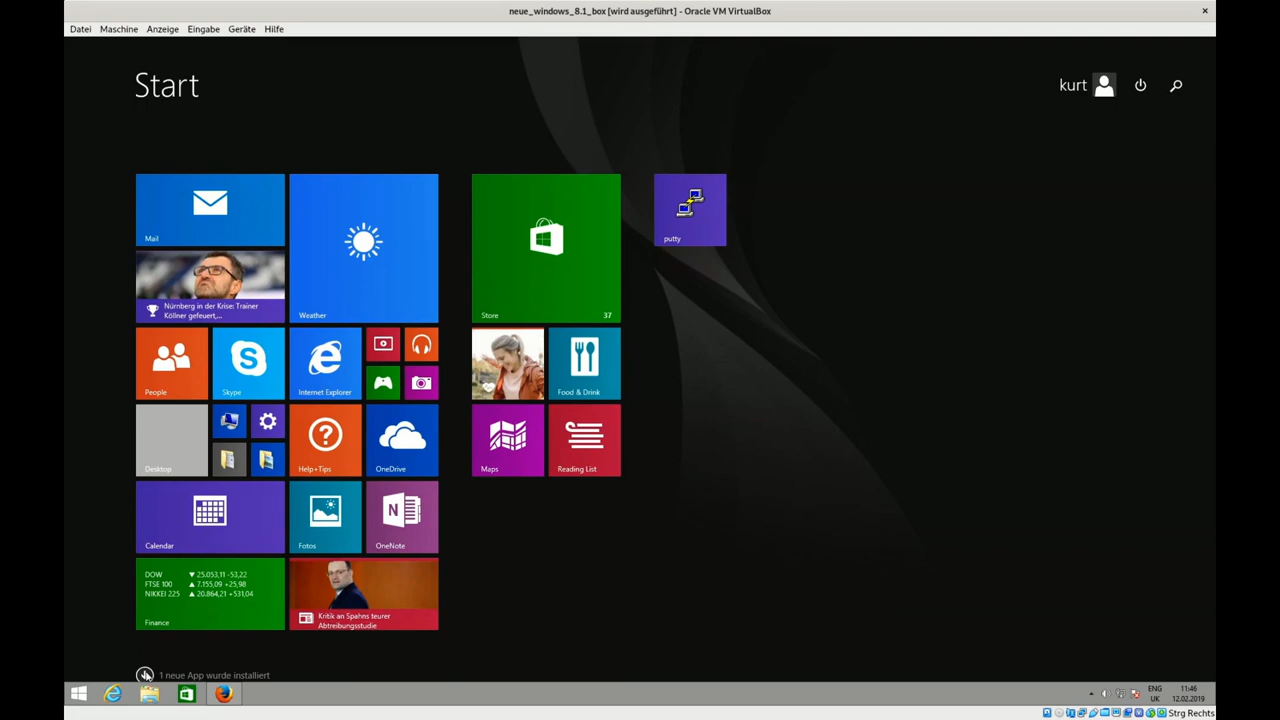 neue_windows_8.1_box [wird ausgeführt] - Oracle VM VirtualBox
Datei Maschine Anzeige Eingabe Geräte Hilfe
Start
kurt
Mail
Nürnberg in der Krise: Trainer
Köllner gefeuert,...
Weather
Store 37
putty
People
Skype
Internet Explorer
Food & Drink
Desktop
Help+Tips
OneDrive
Maps
Reading List
Calendar
Fotos
N
OneNote
DOW ▼ 25.053,11 -53,22
FTSE 100 ▲ 7.155,09 +25,98
NIKKEI 225 ▲ 20.864,21 +531,04
Finance
Kritik an Spahns teurer
Abtreibungsstudie
1 neue App wurde installiert
ENG
UK
11:46
12.02.2019
Strg Rechts